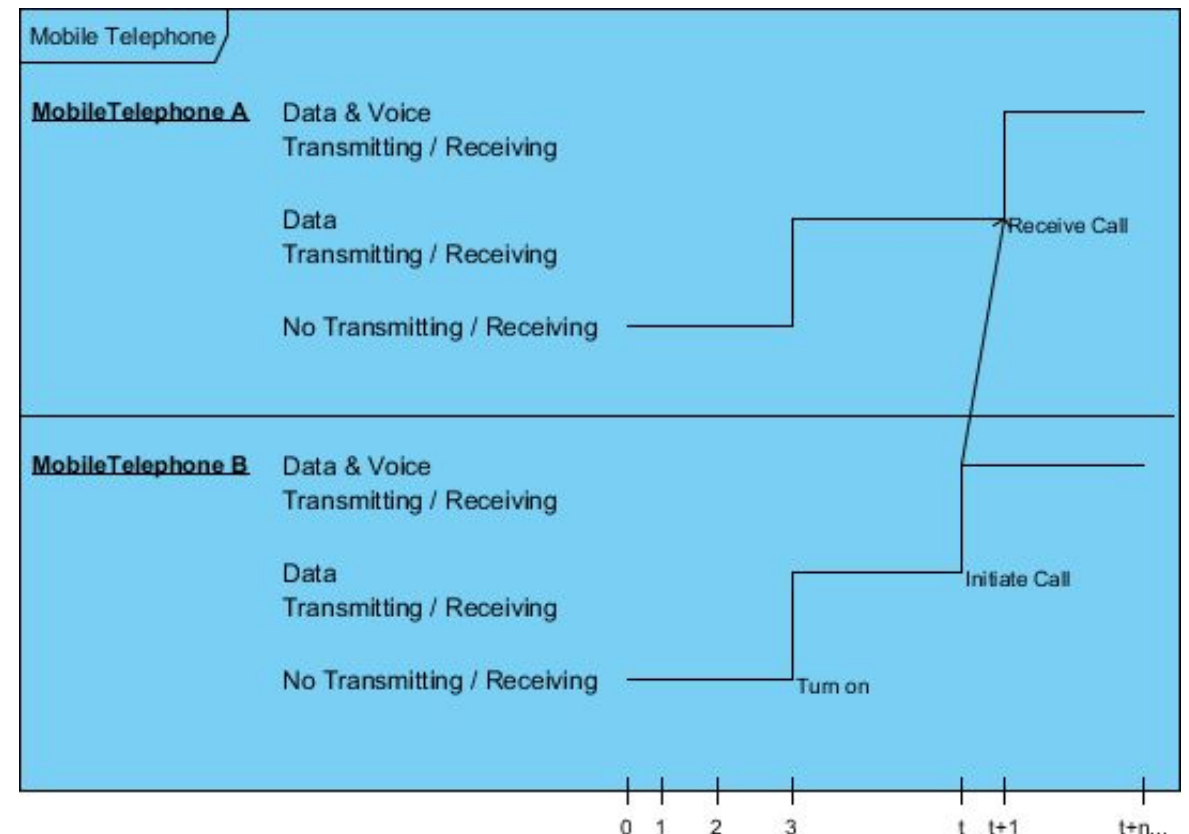 Mobile Telephone
MobileTelephone A
Data & Voice
Transmitting / Receiving
Data
Transmitting / Receiving
Receive Call
No Transmitting / Receiving
MobileTelephone B
Data & Voice
Transmitting / Receiving
Data
Transmitting / Receiving
Initiate Call
No Transmitting / Receiving
Turn on
0 1 2 3 t t+1 t+n...